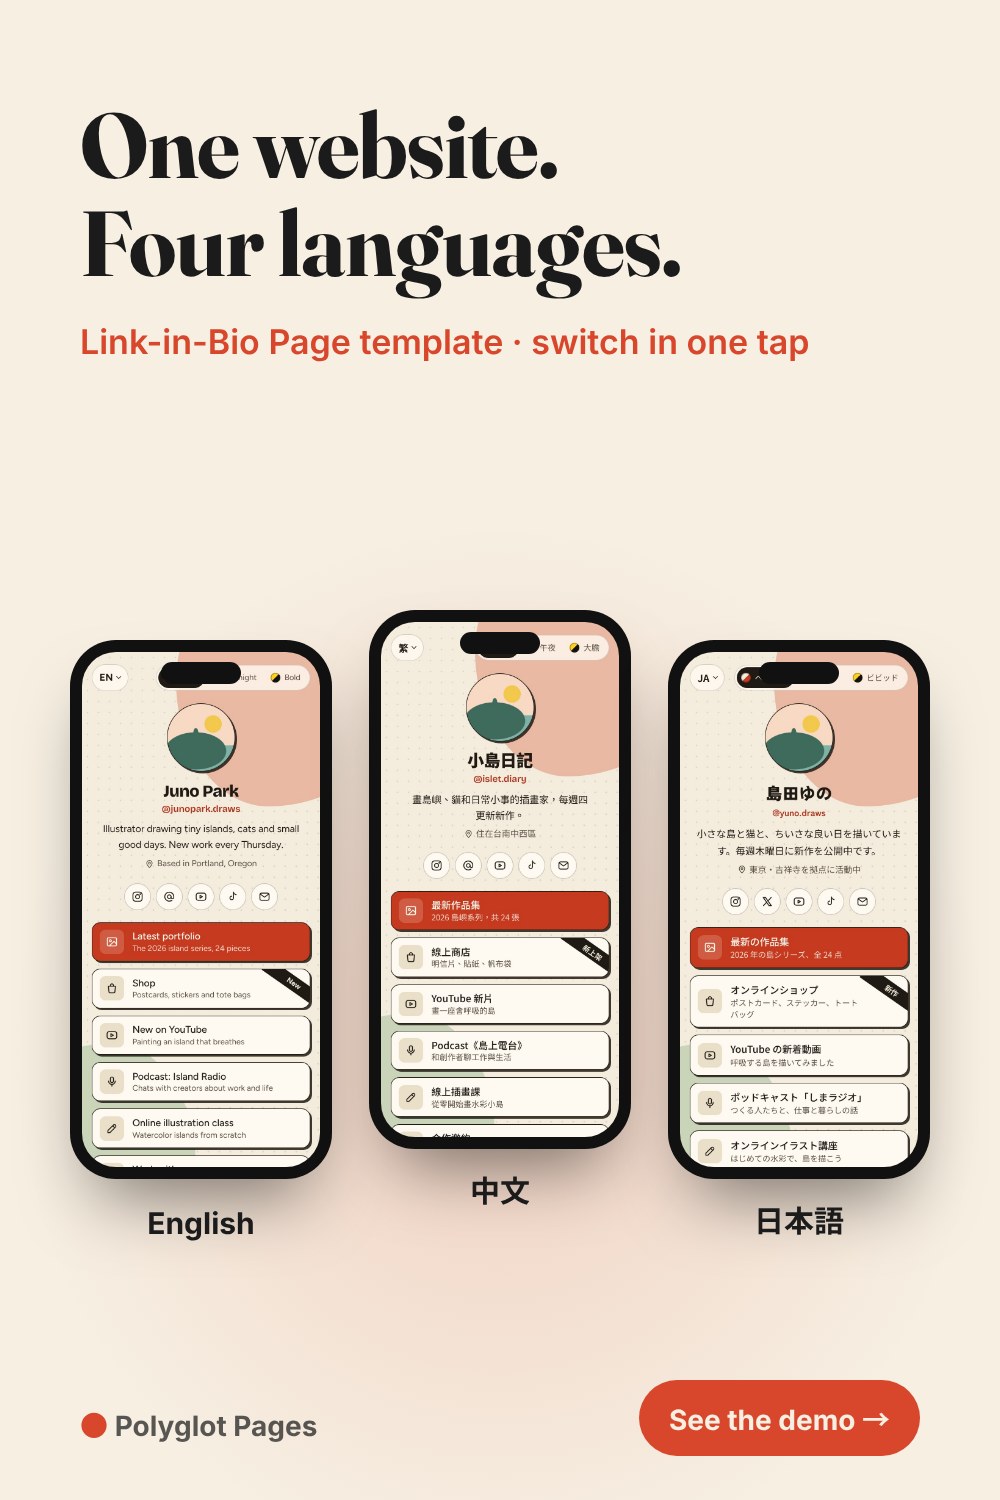 One website.
Four languages.
Link-in-Bio Page template · switch in one tap
EN
Bold
Juno Park
@junopark.draws
Illustrator drawing tiny islands, cats and small
good days. New work every Thursday.
Based in Portland, Oregon
Latest portfolio
The 2026 island series, 24 pieces
Shop
Postcards, stickers and tote bags
New
New on YouTube
Painting an island that breathes
Podcast: Island Radio
Chats with creators about work and life
Online illustration class
Watercolor islands from scratch
English
繁
午夜
大膽
小島日記
@islet.diary
畫島嶼、貓和日常小事的插畫家，每週四
更新新作。
住在台南中西區
最新作品集
2026 島嶼系列，共 24 張
線上商店
明信片、貼紙、帆布袋
新上架
YouTube 新片
畫一座會呼吸的島
Podcast《島上電台》
和創作者聊工作與生活
線上插畫課
從零開始畫水彩小島
中文
JA
ビビッド
島田ゆの
@yuno.draws
小さな島と猫と、ちいさな良い日を描いていま
す。毎週木曜日に新作を公開中です。
東京・吉祥寺を拠点に活動中
最新の作品集
2026 年の島シリーズ、全 24 点
オンラインショップ
ポストカード、ステッカー、トート
バッグ
新作
YouTube の新着動画
呼吸する島を描いてみました
ポッドキャスト「しまラジオ」
つくる人たちと、仕事と暮らしの話
オンラインイラスト講座
はじめての水彩で、島を描こう
日本語
Polyglot Pages
See the demo →